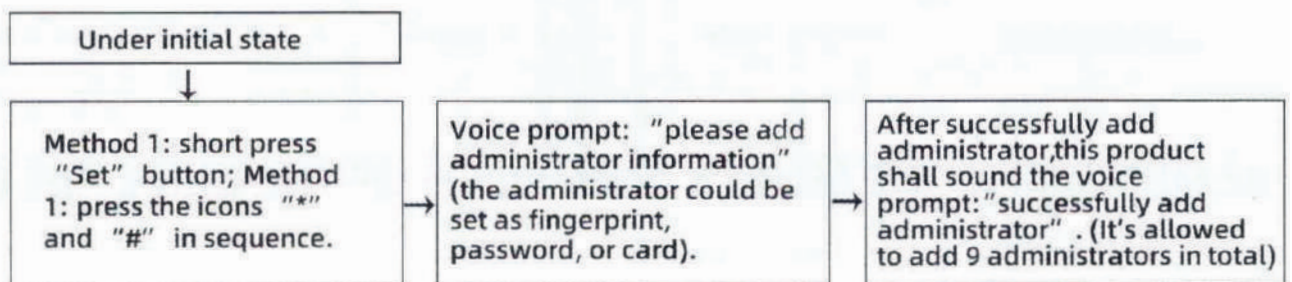 Under initial state
Method 1: short press
"Set" button; Method
1: press the icons "*"
and "#" in sequence.
Voice prompt: "please add
administrator information"
(the administrator could be
set as fingerprint,
password, or card).
After successfully add
administrator,this product
shall sound the voice
prompt:"successfully add
administrator" . (It's allowed
to add 9 administrators in total)